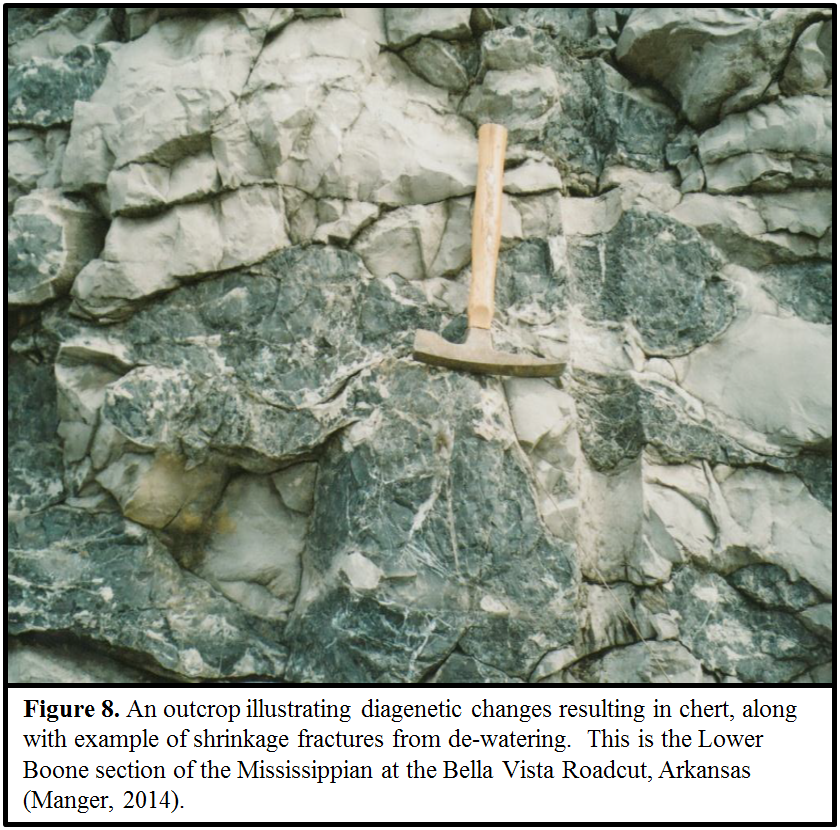 Figure 8. An outcrop illustrating diagenetic changes resulting in chert, along
with example of shrinkage fractures from de-watering. This is the Lower
Boone section of the Mississippian at the Bella Vista Roadcut, Arkansas
(Manger, 2014).